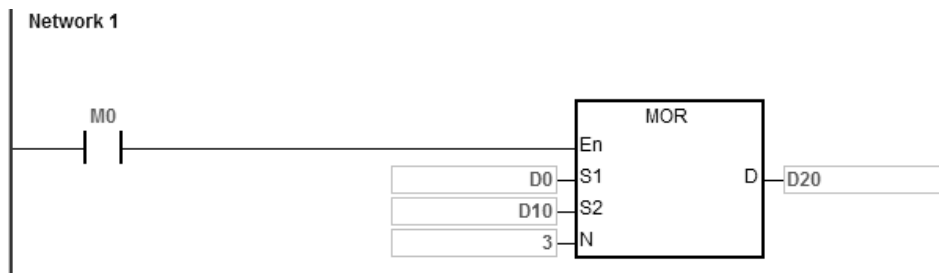 Network 1
M0
MOR
En
D0 S1 D D20
D10 S2
3 N